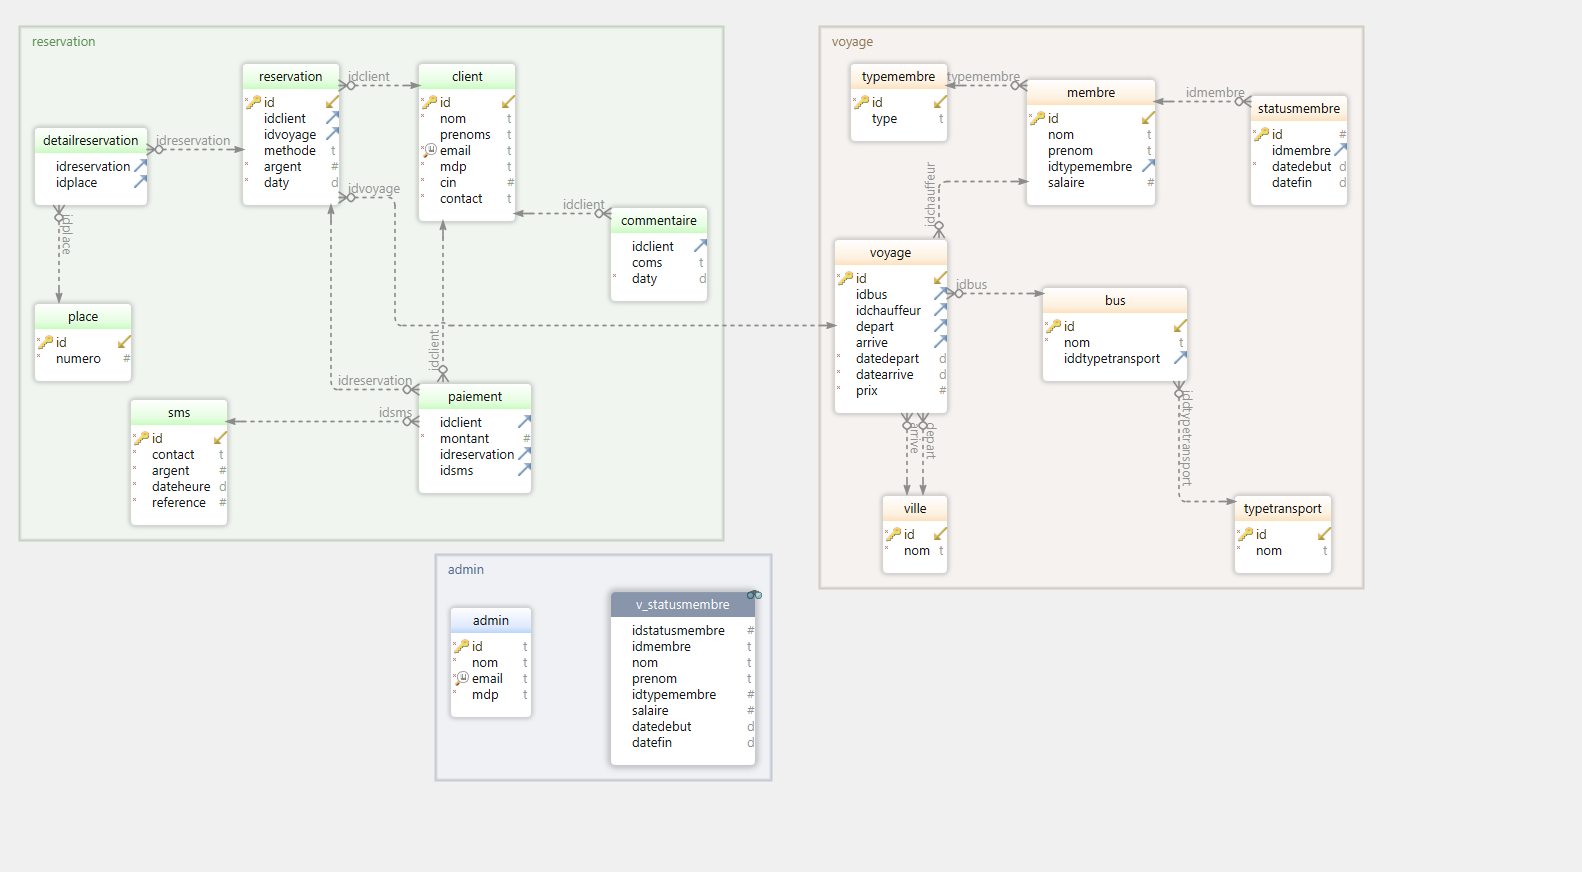 reservation
reservation
id
idclient
idvoyage
methode t
argent #
daty d
idclient
client
id
nom t
prenoms t
email t
mdp t
cin #
contact t
detailreservation
idreservation
idplace
idreservation
idvoyage
idclient
commentaire
idclient
coms t
daty d
idplace
place
id
numero #
idclient
idreservation
paiement
idclient
montant #
idreservation
idsms
idsms
sms
id
contact t
argent #
dateheure d
reference #
voyage
typemembre
id
type t
typemembre
membre
id
nom t
prenom t
idtypemembre
salaire #
idmembre
statusmembre
id #
idmembre
datedebut d
datefin d
idchauffeur
voyage
id
idbus
idchauffeur
depart
arrive
datedepart d
datearrive d
prix #
idbus
bus
id
nom t
iddtypetransport
iddtypetransport
arrive
depart
ville
id
nom t
typetransport
id
nom t
admin
admin
id t
nom t
email t
mdp t
v_statusmembre
idstatusmembre #
idmembre t
nom t
prenom t
idtypemembre #
salaire #
datedebut d
datefin d